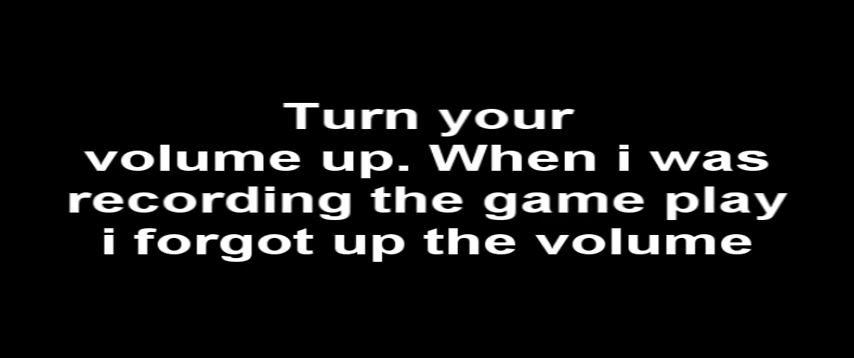 Turn your
volume up. When i was
recording the game play
i forgot up the volume